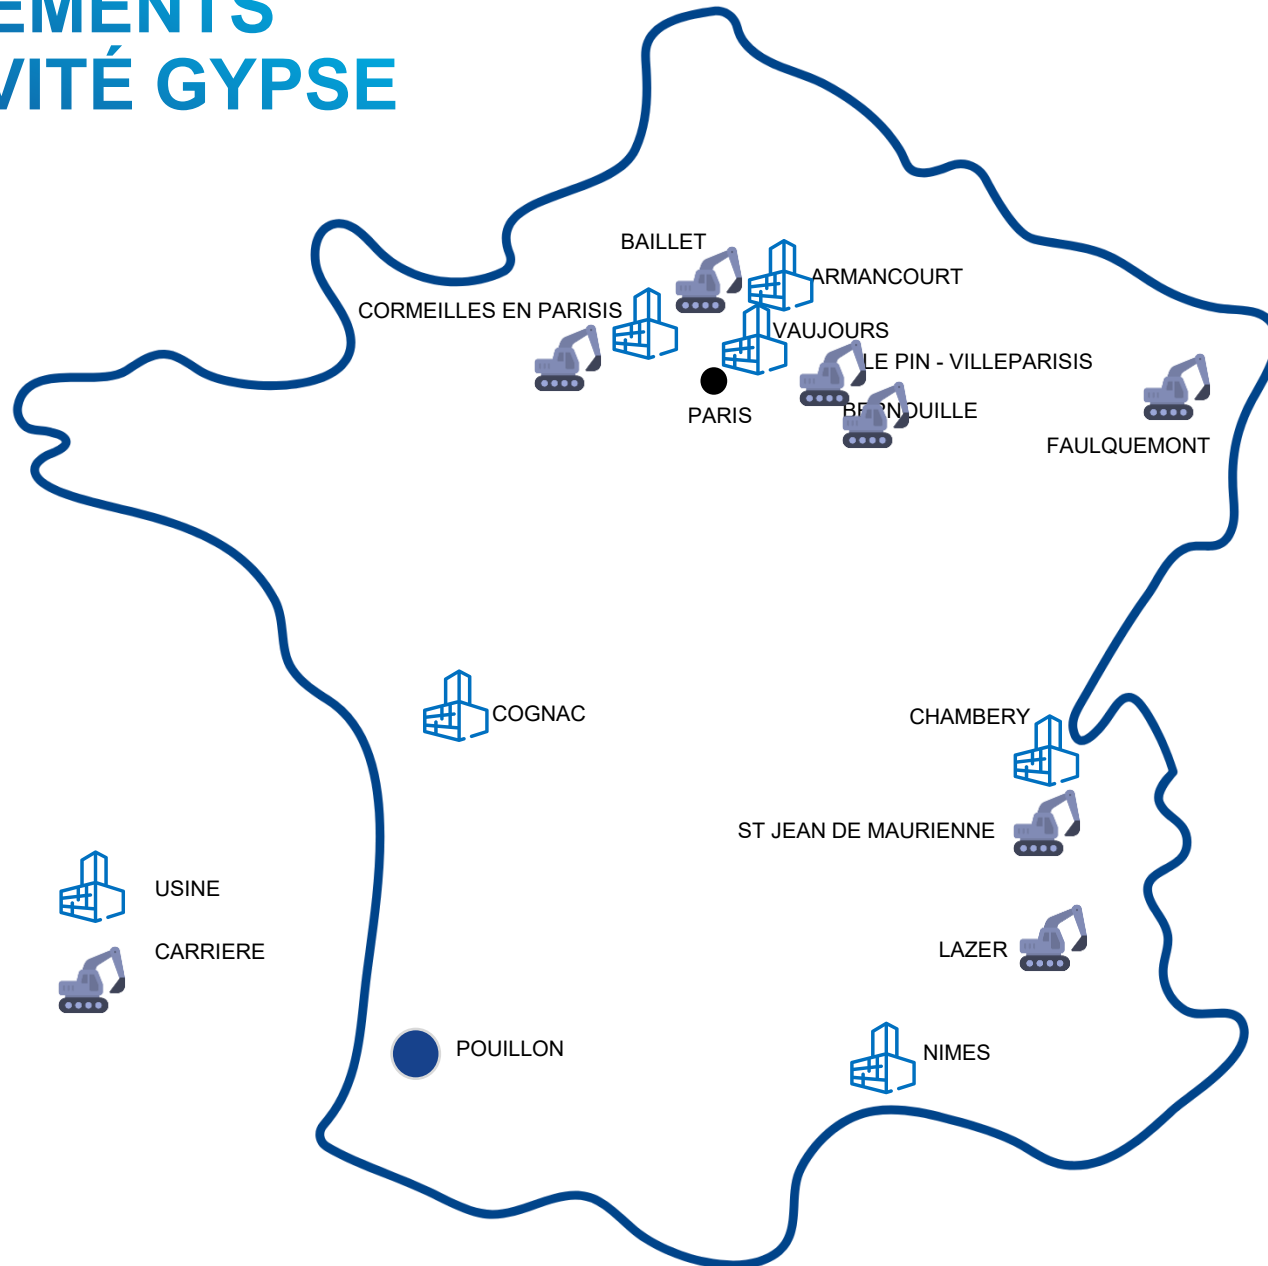 EMENTS
VITÉ GYPSE
BAILLET
ARMANCOURT
CORMEILLES EN PARISIS
VAUJOURS
LE PIN - VILLEPARISIS
PARIS
BERNOUILLE
FAULQUEMONT
COGNAC
CHAMBERY
ST JEAN DE MAURIENNE
USINE
CARRIERE
LAZER
POUILLON
NIMES